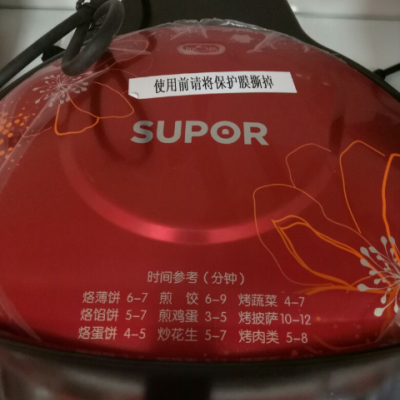 使用前请将保护膜撕掉
SUPOR
时间参考（分钟）
烙薄饼 6-7 煎 饺 6-9 烤蔬菜 4-7
烙馅饼 5-7 煎鸡蛋 3-5 烤披萨 10-12
烙蛋饼 4-5 炒花生 5-7 烤肉类 5-8